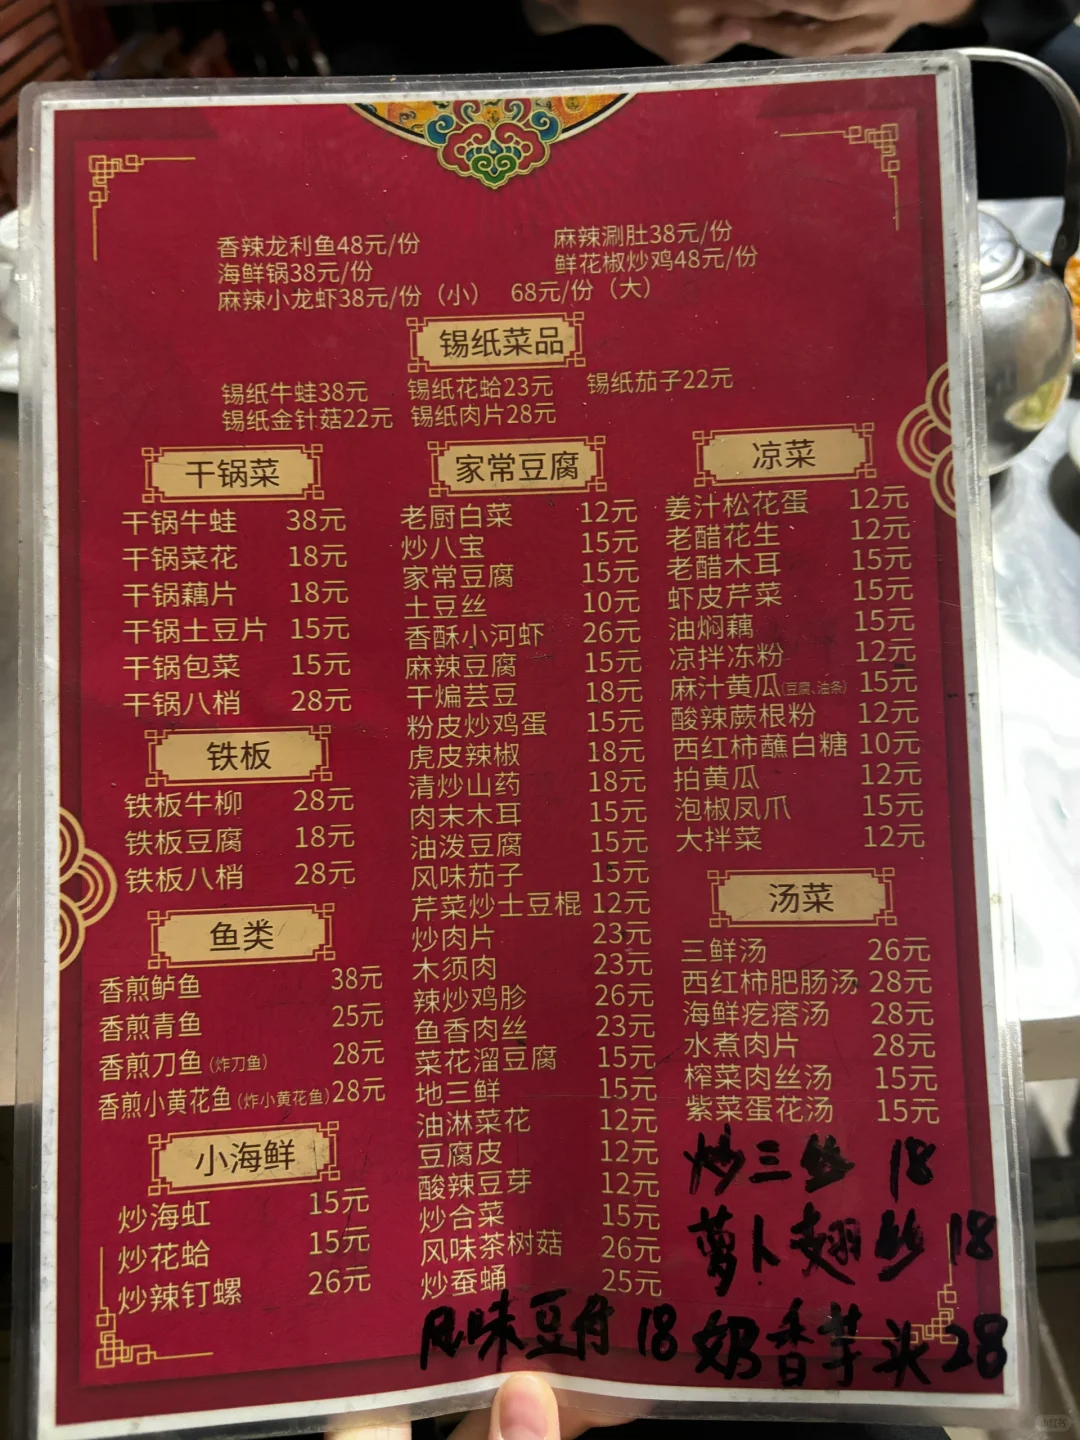 香辣龙利鱼48元/份 麻辣涮肚38元/份
海鲜锅38元/份 鲜花椒炒鸡48元/份
麻辣小龙虾38元/份（小） 68元/份（大）
锡纸菜品
锡纸牛蛙38元 锡纸花蛤23元 锡纸茄子22元
锡纸金针菇22元 锡纸肉片28元
干锅菜
干锅牛蛙 38元
干锅菜花 18元
干锅藕片 18元
干锅土豆片 15元
干锅包菜 15元
干锅八梢 28元
铁板
铁板牛柳 28元
铁板豆腐 18元
铁板八梢 28元
鱼类
香煎鲈鱼 38元
香煎青鱼 25元
香煎刀鱼(炸刀鱼) 28元
香煎小黄花鱼(炸小黄花鱼) 28元
小海鲜
炒海虹 15元
炒花蛤 15元
炒辣钉螺 26元
家常豆腐
老厨白菜 12元
炒八宝 15元
家常豆腐 15元
土豆丝 10元
香酥小河虾 26元
麻辣豆腐 15元
干煸芸豆 18元
粉皮炒鸡蛋 15元
虎皮辣椒 18元
清炒山药 18元
肉末木耳 15元
油泼豆腐 15元
风味茄子 15元
芹菜炒土豆棍 12元
炒肉片 23元
木须肉 23元
辣炒鸡胗 26元
鱼香肉丝 23元
菜花溜豆腐 15元
地三鲜 15元
油淋菜花 12元
豆腐皮 12元
酸辣豆芽 12元
炒合菜 15元
风味茶树菇 26元
炒蚕蛹 25元
凉菜
姜汁松花蛋 12元
老醋花生 12元
老醋木耳 15元
虾皮芹菜 15元
油焖藕 15元
凉拌冻粉 12元
麻汁黄瓜(豆腐、油条) 15元
酸辣蕨根粉 12元
西红柿蘸白糖 10元
拍黄瓜 12元
泡椒凤爪 15元
大拌菜 12元
汤菜
三鲜汤 26元
西红柿肥肠汤 28元
海鲜疙瘩汤 28元
水煮肉片 28元
榨菜肉丝汤 15元
紫菜蛋花汤 15元
炒三丝 18
萝卜翅丝 18
风味豆付 18
奶香芋头 28
小红书